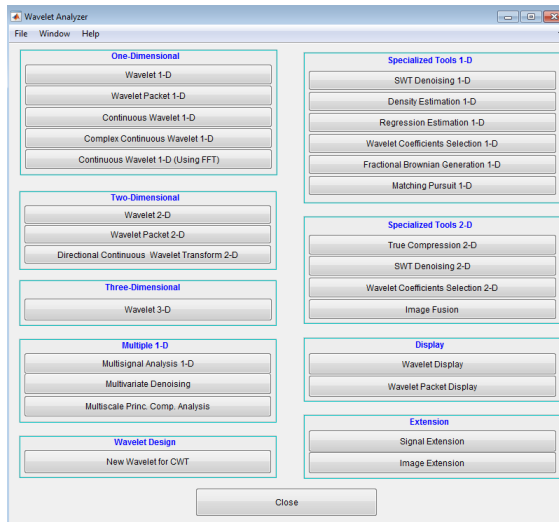 Wavelet Analyzer
File Window Help
One-Dimensional
Wavelet 1-D
Wavelet Packet 1-D
Continuous Wavelet 1-D
Complex Continuous Wavelet 1-D
Continuous Wavelet 1-D (Using FFT)
Two-Dimensional
Wavelet 2-D
Wavelet Packet 2-D
Directional Continuous Wavelet Transform 2-D
Three-Dimensional
Wavelet 3-D
Multiple 1-D
Multisignal Analysis 1-D
Multivariate Denoising
Multiscale Princ. Comp. Analysis
Wavelet Design
New Wavelet for CWT
Specialized Tools 1-D
SWT Denoising 1-D
Density Estimation 1-D
Regression Estimation 1-D
Wavelet Coefficients Selection 1-D
Fractional Brownian Generation 1-D
Matching Pursuit 1-D
Specialized Tools 2-D
True Compression 2-D
SWT Denoising 2-D
Wavelet Coefficients Selection 2-D
Image Fusion
Display
Wavelet Display
Wavelet Packet Display
Extension
Signal Extension
Image Extension
Close